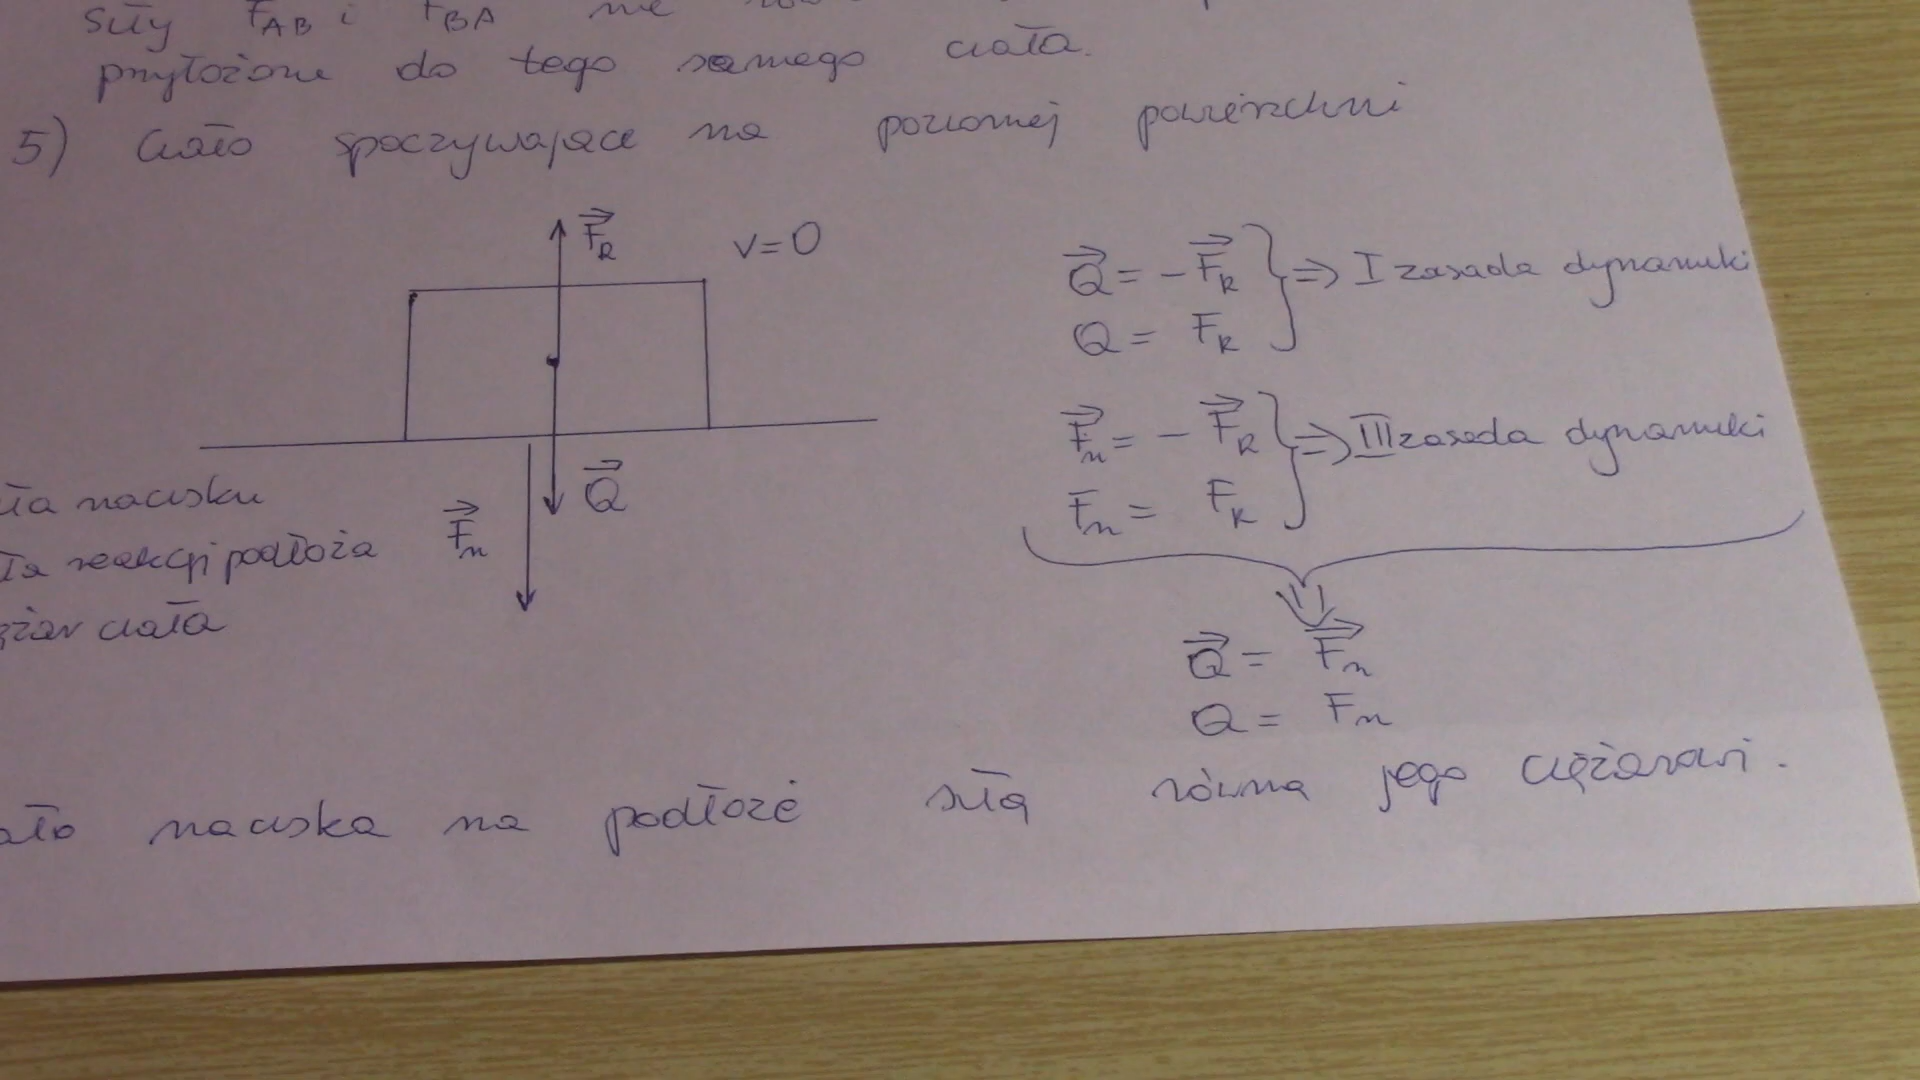 siły F_AB i F_BA nie
przyłożone do tego samego ciała.
5) Ciało spoczywające na poziomej powierzchni
F_R
v=0
Q = - F_R
Q = F_R
⇒ I zasada dynamiki
F_n = - F_R
F_n = F_R
⇒ III zasada dynamiki
Q
F_n
ła nacisku
ła reakcji podłoża
ężar ciała
Q = F_n
Q = F_n
ało naciska na podłoże siłą równą jego ciężarowi.